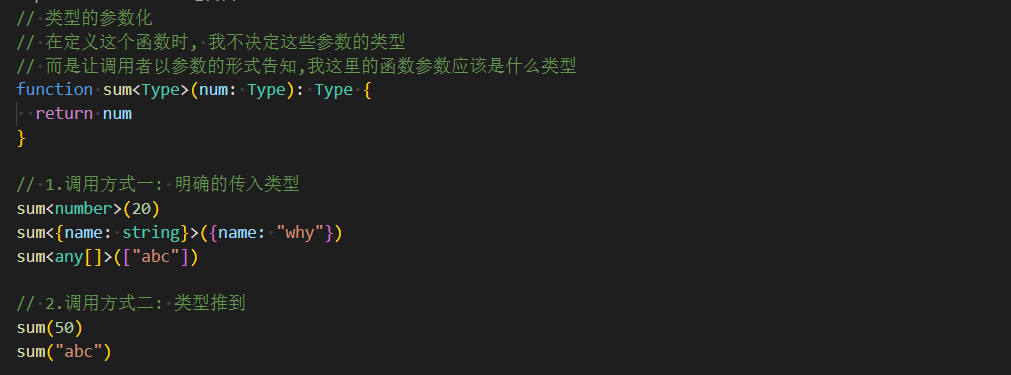 // 类型的参数化
// 在定义这个函数时, 我不决定这些参数的类型
// 而是让调用者以参数的形式告知,我这里的函数参数应该是什么类型
function sum<Type>(num: Type): Type {
  return num
}
// 1.调用方式一: 明确的传入类型
sum<number>(20)
sum<{name: string}>({name: "why"})
sum<any[]>(["abc"])
// 2.调用方式二: 类型推到
sum(50)
sum("abc")